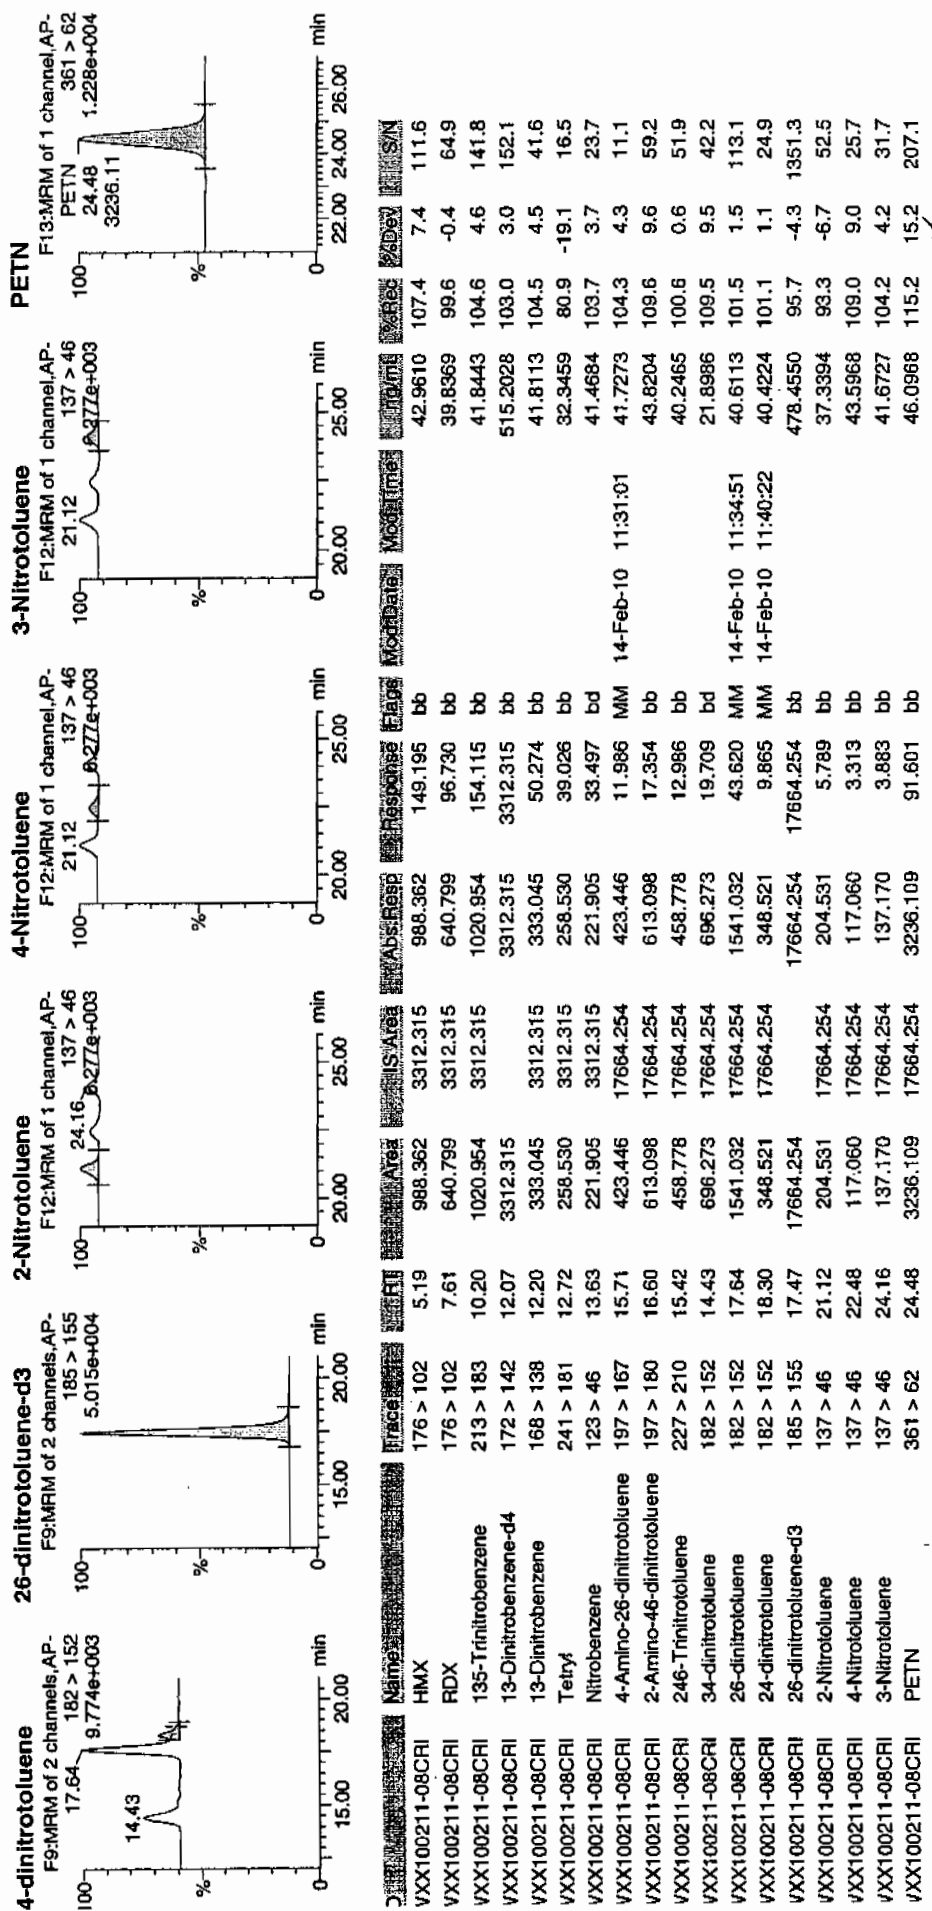 4-dinitrotoluene
F9:MRM of 2 channels,AP-
182 > 152
9.774e+003
17.64
14.43
100
%
0
15.00
20.00
min
26-dinitrotoluene-d3
F9:MRM of 2 channels,AP-
185 > 155
5.015e+004
100
%
0
15.00
20.00
min
2-Nitrotoluene
F12:MRM of 1 channel,AP-
137 > 46
6.277e+003
24.16
100
%
0
20.00
25.00
min
4-Nitrotoluene
F12:MRM of 1 channel,AP-
137 > 46
6.277e+003
21.12
100
%
0
20.00
25.00
min
3-Nitrotoluene
F12:MRM of 1 channel,AP-
137 > 46
6.277e+003
21.12
100
%
0
20.00
25.00
min
PETN
F13:MRM of 1 channel,AP-
361 > 62
1.228e+004
PETN
24.48
3236.11
100
%
0
22.00
24.00
26.00
min
Name Trace RT Area IS Area Abs.Resp Response Flags Mod.Date Mod.Time ng/ml %Rec %Dev S/N
VXX100211-08CRI HMX 176 > 102 5.19 988.362 3312.315 988.362 149.195 bb 42.9610 107.4 7.4 111.6
VXX100211-08CRI RDX 176 > 102 7.61 640.799 3312.315 640.799 96.730 bb 39.8369 99.6 -0.4 64.9
VXX100211-08CRI 135-Trinitrobenzene 213 > 183 10.20 1020.954 3312.315 1020.954 154.115 bb 41.8443 104.6 4.6 141.8
VXX100211-08CRI 13-Dinitrobenzene-d4 172 > 142 12.07 3312.315 3312.315 3312.315 bb 515.2028 103.0 3.0 152.1
VXX100211-08CRI 13-Dinitrobenzene 168 > 138 12.20 333.045 3312.315 333.045 50.274 bb 41.8113 104.5 4.5 41.6
VXX100211-08CRI Tetryl 241 > 181 12.72 258.530 3312.315 258.530 39.026 bb 32.3459 80.9 -19.1 16.5
VXX100211-08CRI Nitrobenzene 123 > 46 13.63 221.905 3312.315 221.905 33.497 bd 41.4684 103.7 3.7 23.7
VXX100211-08CRI 4-Amino-26-dinitrotoluene 197 > 167 15.71 423.446 17664.254 423.446 11.986 MM 14-Feb-10 11:31:01 41.7273 104.3 4.3 11.1
VXX100211-08CRI 2-Amino-46-dinitrotoluene 197 > 180 16.60 613.098 17664.254 613.098 17.354 bb 43.8204 109.6 9.6 59.2
VXX100211-08CRI 246-Trinitrotoluene 227 > 210 15.42 458.778 17664.254 458.778 12.986 bb 40.2465 100.6 0.6 51.9
VXX100211-08CRI 34-dinitrotoluene 182 > 152 14.43 696.273 17664.254 696.273 19.709 bd 21.8986 109.5 9.5 42.2
VXX100211-08CRI 26-dinitrotoluene 182 > 152 17.64 1541.032 17664.254 1541.032 43.620 MM 14-Feb-10 11:34:51 40.6113 101.5 1.5 113.1
VXX100211-08CRI 24-dinitrotoluene 182 > 152 18.30 348.521 17664.254 348.521 9.865 MM 14-Feb-10 11:40:22 40.4224 101.1 1.1 24.9
VXX100211-08CRI 26-dinitrotoluene-d3 185 > 155 17.47 17664.254 17664.254 17664.254 bb 478.4550 95.7 -4.3 1351.3
VXX100211-08CRI 2-Nitrotoluene 137 > 46 21.12 204.531 17664.254 204.531 5.789 bb 37.3394 93.3 -6.7 52.5
VXX100211-08CRI 4-Nitrotoluene 137 > 46 22.48 117.060 17664.254 117.060 3.313 bb 43.5968 109.0 9.0 25.7
VXX100211-08CRI 3-Nitrotoluene 137 > 46 24.16 137.170 17664.254 137.170 3.883 bb 41.6727 104.2 4.2 31.7
VXX100211-08CRI PETN 361 > 62 24.48 3236.109 17664.254 3236.109 91.601 bb 46.0968 115.2 15.2 207.1